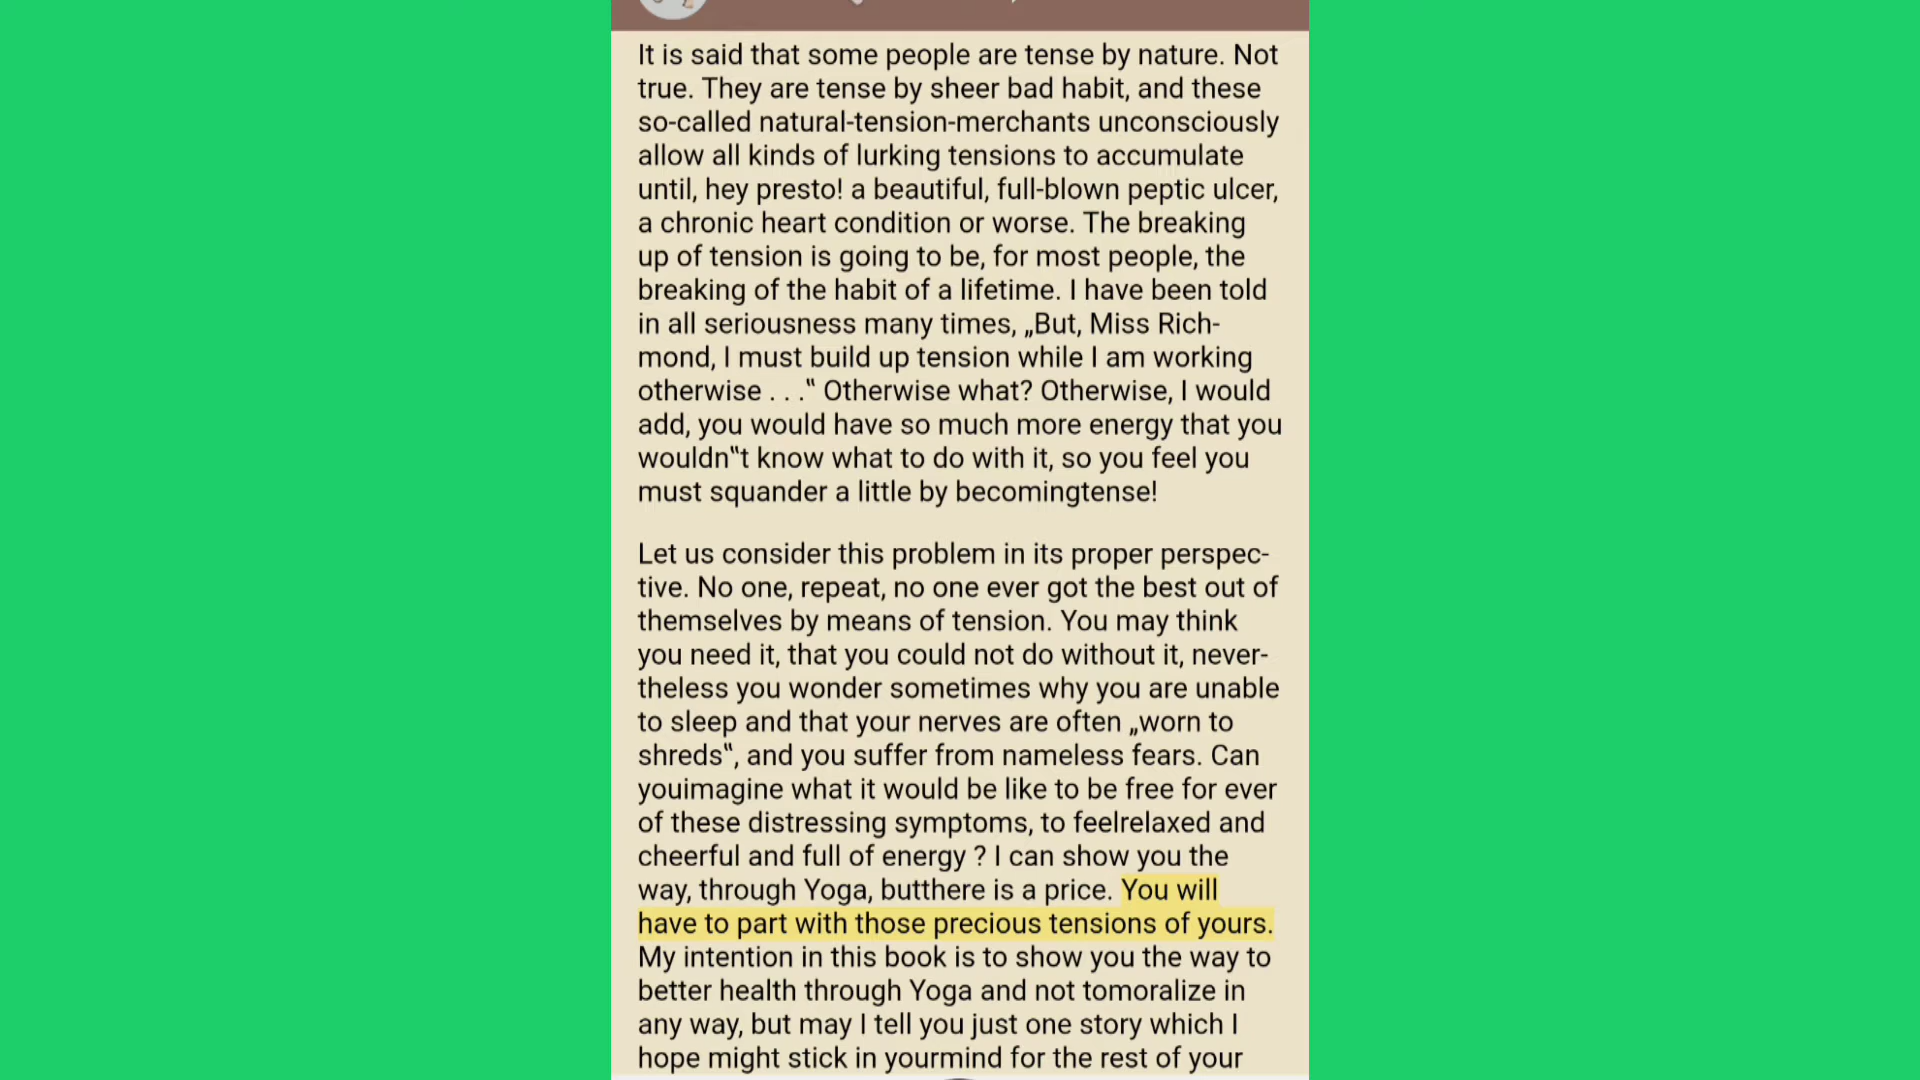 It is said that some people are tense by nature. Not
true. They are tense by sheer bad habit, and these
so-called natural-tension-merchants unconsciously
allow all kinds of lurking tensions to accumulate
until, hey presto! a beautiful, full-blown peptic ulcer,
a chronic heart condition or worse. The breaking
up of tension is going to be, for most people, the
breaking of the habit of a lifetime. I have been told
in all seriousness many times, „But, Miss Rich-
mond, I must build up tension while I am working
otherwise . . .‟ Otherwise what? Otherwise, I would
add, you would have so much more energy that you
wouldn‟t know what to do with it, so you feel you
must squander a little by becomingtense!
Let us consider this problem in its proper perspec-
tive. No one, repeat, no one ever got the best out of
themselves by means of tension. You may think
you need it, that you could not do without it, never-
theless you wonder sometimes why you are unable
to sleep and that your nerves are often „worn to
shreds‟, and you suffer from nameless fears. Can
youimagine what it would be like to be free for ever
of these distressing symptoms, to feelrelaxed and
cheerful and full of energy ? I can show you the
way, through Yoga, butthere is a price. You will
have to part with those precious tensions of yours.
My intention in this book is to show you the way to
better health through Yoga and not tomoralize in
any way, but may I tell you just one story which I
hope might stick in yourmind for the rest of your